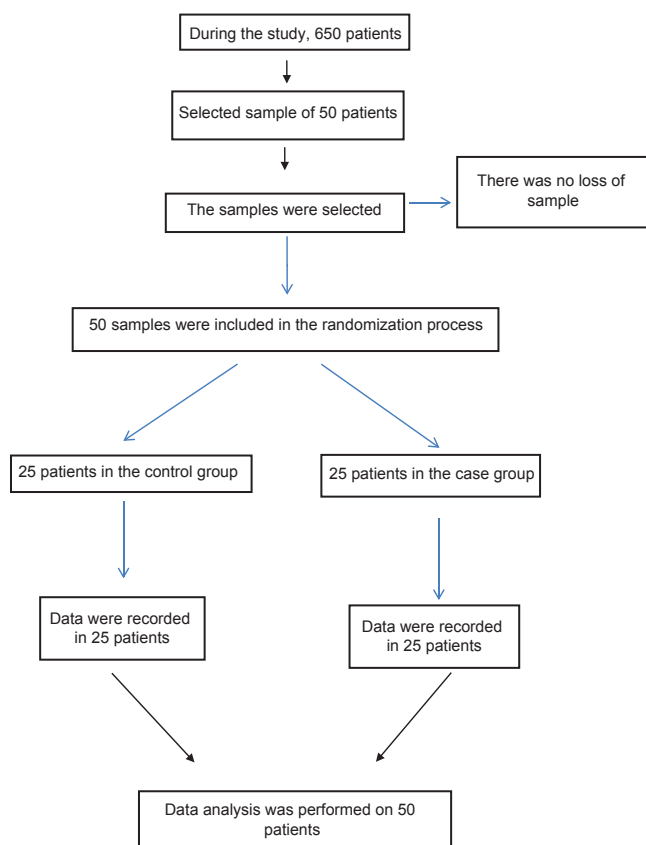 During the study, 650 patients
Selected sample of 50 patients
There was no loss of
sample
The samples were selected
50 samples were included in the randomization process
25 patients in the control group
25 patients in the case group
Data were recorded
in 25 patients
Data were recorded
in 25 patients
Data analysis was performed on 50
patients